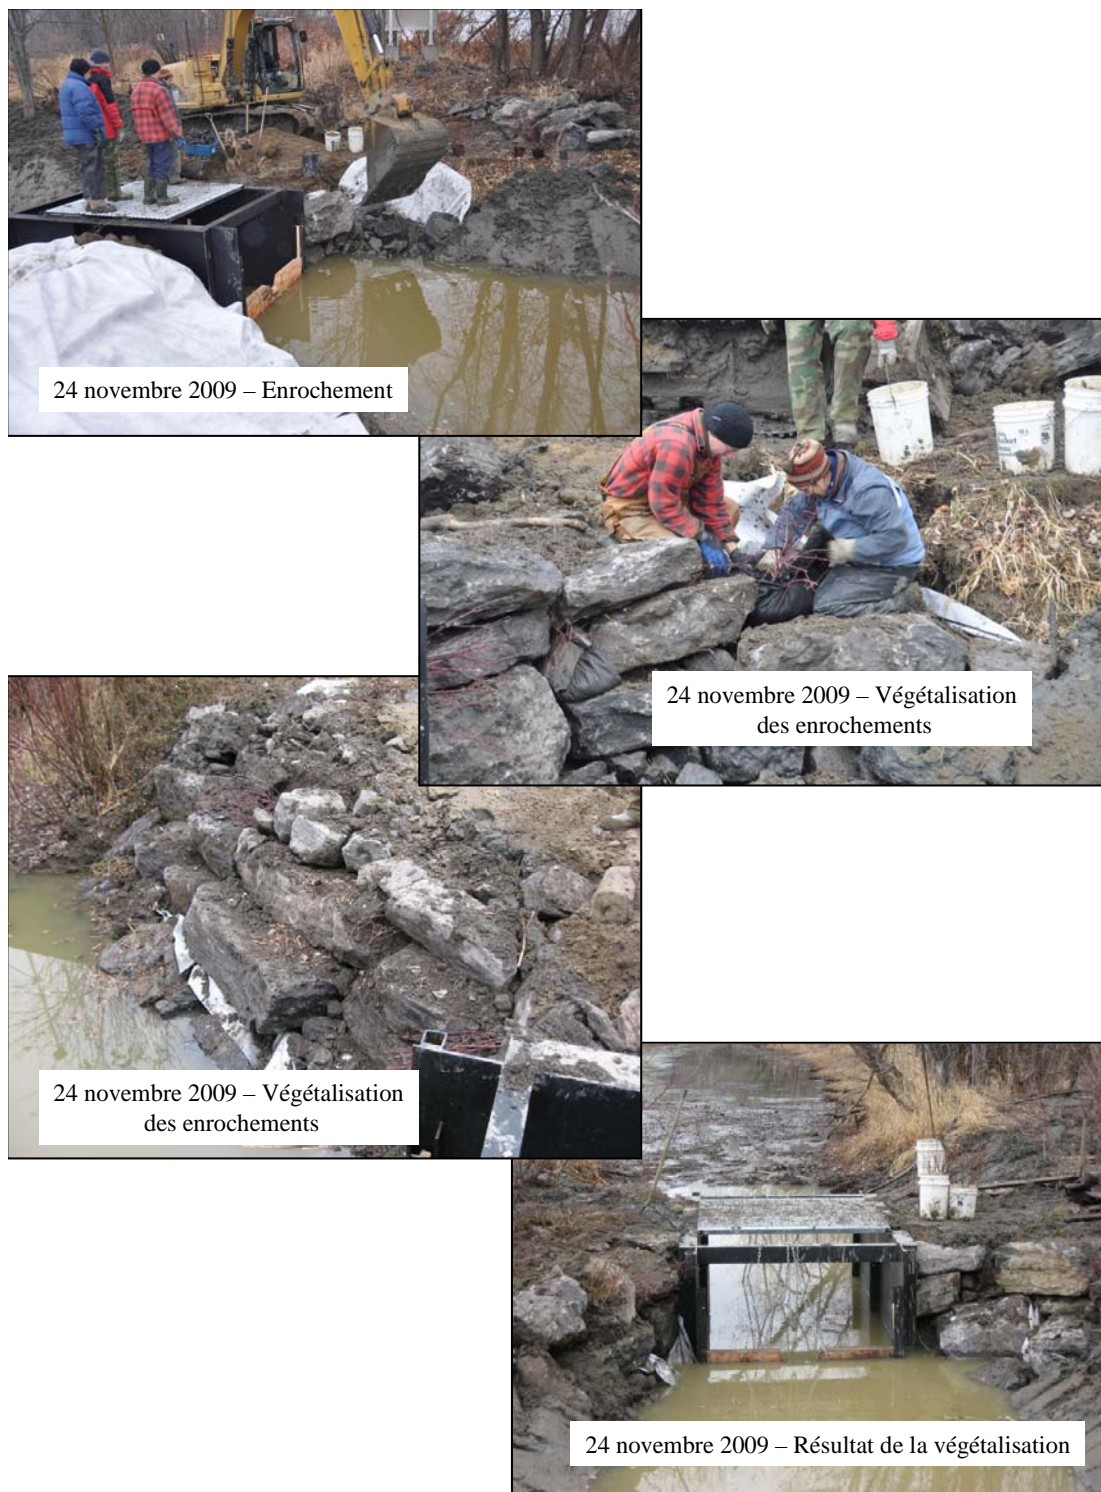 24 novembre 2009 – Enrochement
24 novembre 2009 – Végétalisation
des enrochements
24 novembre 2009 – Végétalisation
des enrochements
24 novembre 2009 – Résultat de la végétalisation